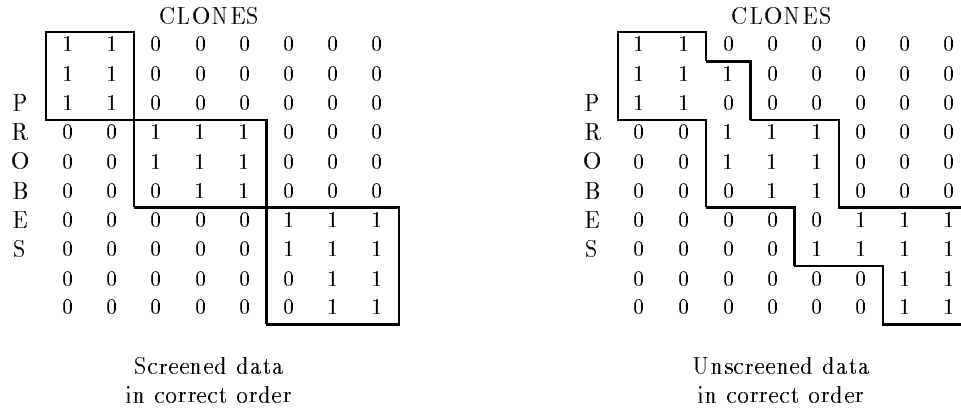 CLONES
1 1 0 0 0 0 0 0
1 1 0 0 0 0 0 0
P 1 1 0 0 0 0 0 0
R 0 0 1 1 1 0 0 0
O 0 0 1 1 1 0 0 0
B 0 0 0 1 1 0 0 0
E 0 0 0 0 0 1 1 1
S 0 0 0 0 0 1 1 1
0 0 0 0 0 0 1 1
0 0 0 0 0 0 1 1
Screened data
in correct order
CLONES
1 1 0 0 0 0 0 0
1 1 1 0 0 0 0 0
P 1 1 0 0 0 0 0 0
R 0 0 1 1 1 0 0 0
O 0 0 1 1 1 0 0 0
B 0 0 0 1 1 0 0 0
E 0 0 0 0 0 1 1 1
S 0 0 0 0 1 1 1 1
0 0 0 0 0 0 1 1
0 0 0 0 0 0 1 1
Unscreened data
in correct order